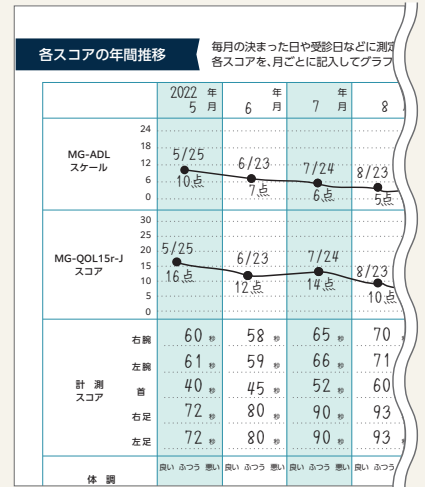 各スコアの年間推移
毎月の決まった日や受診日などに測定
各スコアを、月ごとに記入してグラフ
2022 年 年 年
5 月 6 月 7 月 8
MG-ADL
スケール
24
18
12
6
0
5/25 6/23 7/24 8/23
10点 7点 6点 5点
MG-QOL15r-J
スコア
30
25
20
15
10
5
0
5/25 6/23 7/24 8/23
16点 12点 14点 10点
計 測
スコア
右腕 60 秒 58 秒 65 秒 70
左腕 61 秒 59 秒 66 秒 71
首 40 秒 45 秒 52 秒 60
右足 72 秒 80 秒 90 秒 93
左足 72 秒 80 秒 90 秒 93
体 調 良い ふつう 悪い 良い ふつう 悪い 良い ふつう 悪い 良い ふつう